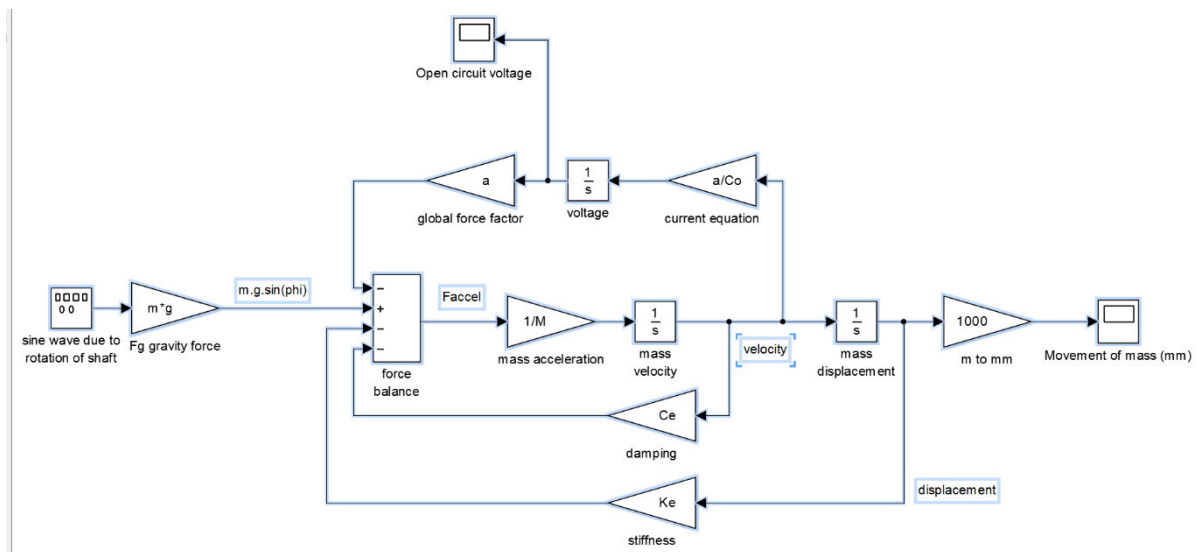 Open circuit voltage
a
global force factor
1
s
voltage
a/Co
current equation
sine wave due to
rotation of shaft
m*g
Fg gravity force
m.g.sin(phi)
−
+
−
−
force
balance
Faccel
1/M
mass acceleration
1
s
mass
velocity
velocity
1
s
mass
displacement
1000
m to mm
Movement of mass (mm)
Ce
damping
displacement
Ke
stiffness